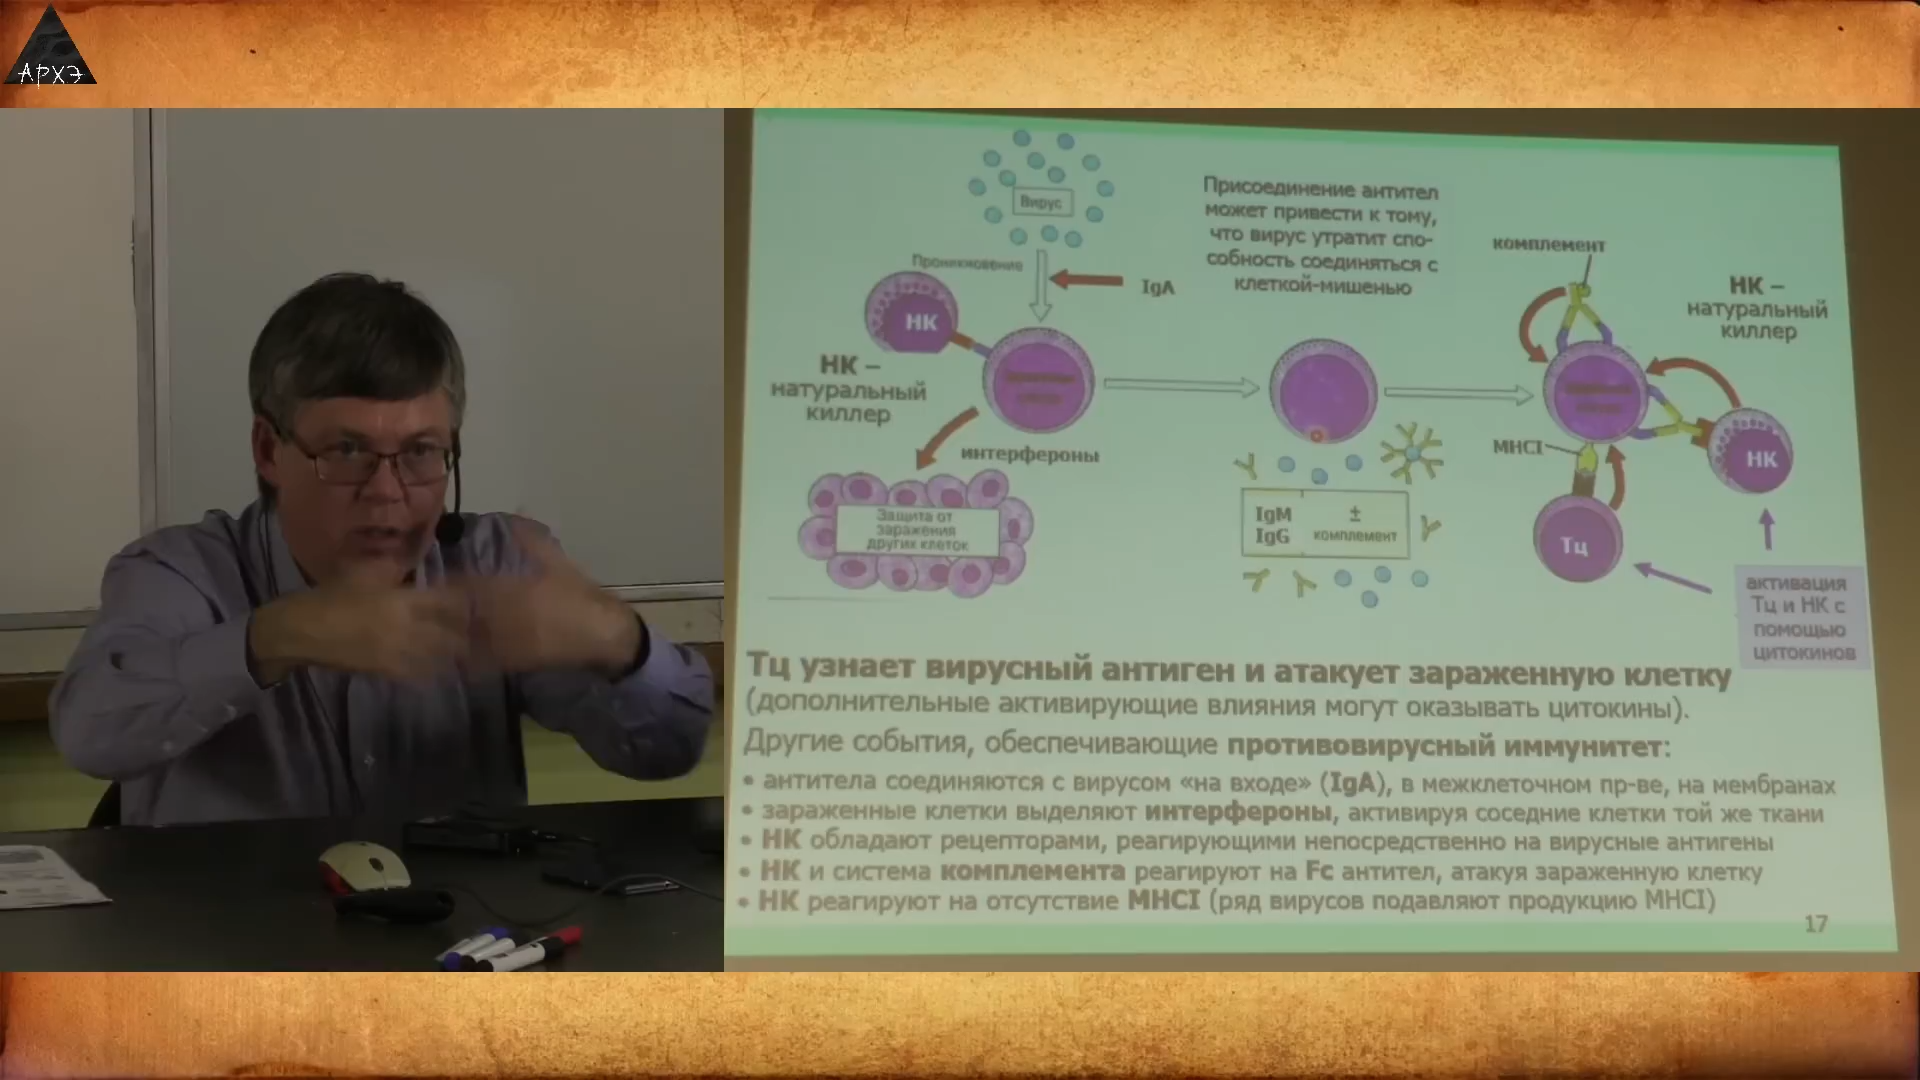 АРХЭ
Вирус
Проникновение
IgA
НК
НК –
натуральный
киллер
интерфероны
Защита от
заражения
других клеток
Присоединение антител
может привести к тому,
что вирус утратит спо-
собность соединяться с
клеткой-мишенью
IgM
IgG
±
комплемент
комплемент
НК –
натуральный
киллер
MHCI
НК
Тц
активация
Тц и НК с
помощью
цитокинов
Тц узнает вирусный антиген и атакует зараженную клетку
(дополнительные активирующие влияния могут оказывать цитокины).
Другие события, обеспечивающие противовирусный иммунитет:
• антитела соединяются с вирусом «на входе» (IgA), в межклеточном пр-ве, на мембранах
• зараженные клетки выделяют интерфероны, активируя соседние клетки той же ткани
• НК обладают рецепторами, реагирующими непосредственно на вирусные антигены
• НК и система комплемента реагируют на Fc антител, атакуя зараженную клетку
• НК реагируют на отсутствие MHCI (ряд вирусов подавляют продукцию MHCI)
17